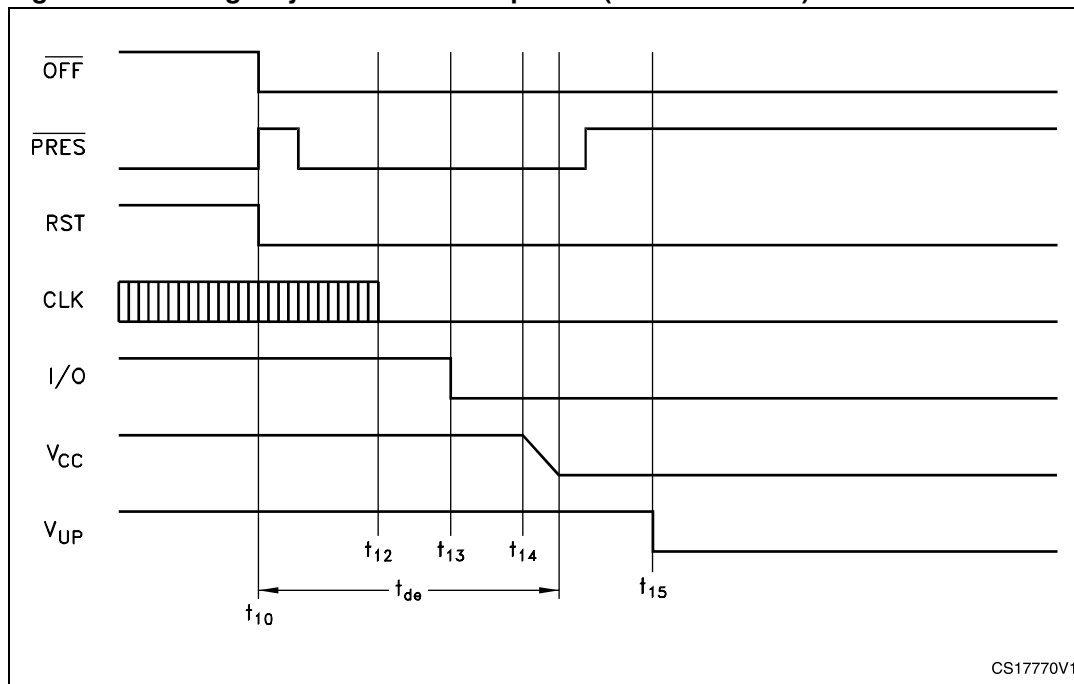 OFF
PRES
RST
CLK
I/O
VCC
VUP
t12 t13 t14
tde
t15
t10
CS17770V1